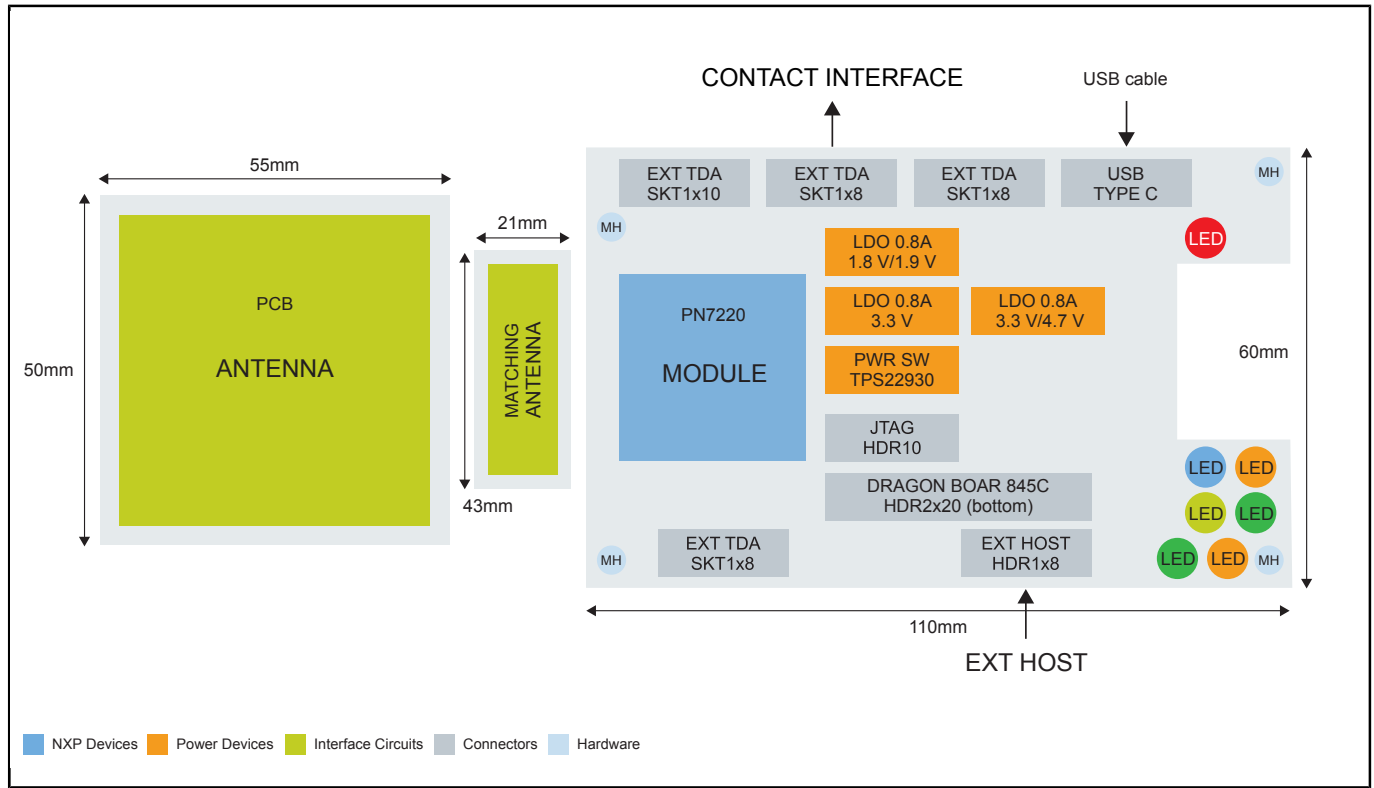 CONTACT INTERFACE
USB cable
55mm
50mm
PCB
ANTENNA
21mm
43mm
MATCHING
ANTENNA
EXT TDA
SKT1x10
EXT TDA
SKT1x8
EXT TDA
SKT1x8
USB
TYPE C
MH
MH
LED
LDO 0.8A
1.8 V/1.9 V
PN7220
MODULE
LDO 0.8A
3.3 V
LDO 0.8A
3.3 V/4.7 V
PWR SW
TPS22930
60mm
JTAG
HDR10
DRAGON BOAR 845C
HDR2x20 (bottom)
LED
LED
LED
LED
MH
EXT TDA
SKT1x8
EXT HOST
HDR1x8
LED
LED
MH
110mm
EXT HOST
NXP Devices
Power Devices
Interface Circuits
Connectors
Hardware